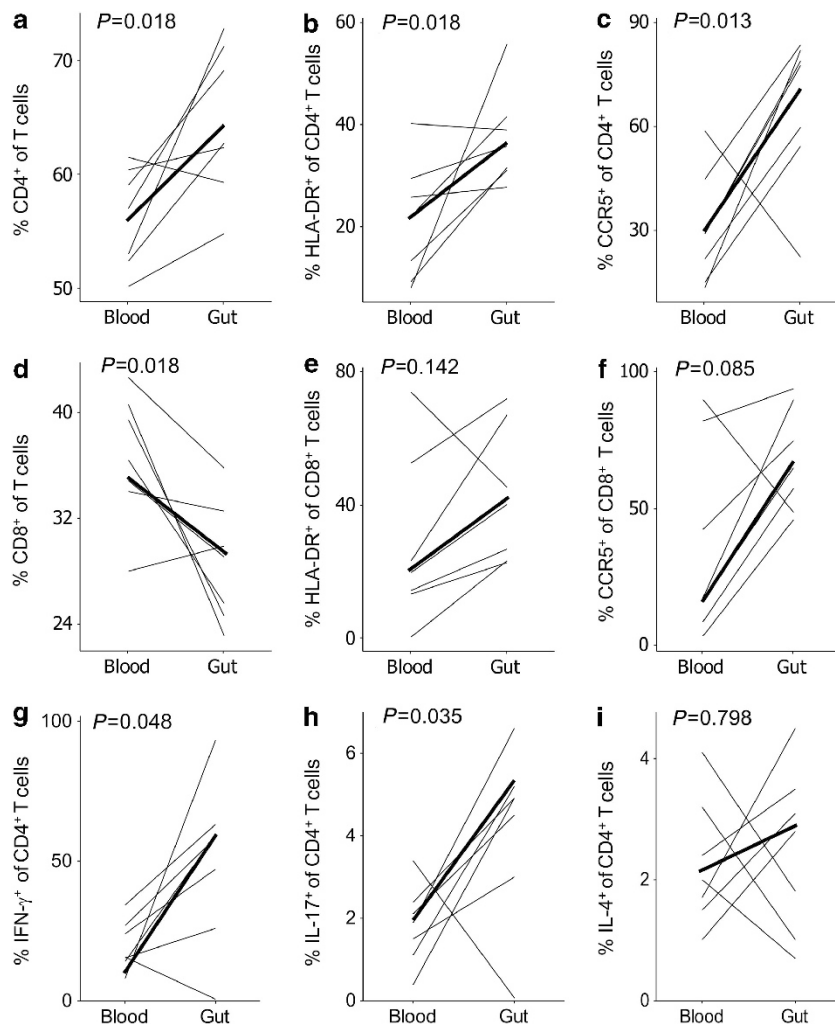 a
P=0.018
% CD4⁺ of T cells
70
60
50
Blood Gut
b
P=0.018
% HLA-DR⁺ of CD4⁺ T cells
60
40
20
Blood Gut
c
P=0.013
% CCR5⁺ of CD4⁺ T cells
90
60
30
Blood Gut
d
P=0.018
% CD8⁺ of T cells
40
32
24
Blood Gut
e
P=0.142
% HLA-DR⁺ of CD8⁺ T cells
80
40
0
Blood Gut
f
P=0.085
% CCR5⁺ of CD8⁺ T cells
100
50
0
Blood Gut
g
P=0.048
% IFN-γ⁺ of CD4⁺ T cells
100
50
0
Blood Gut
h
P=0.035
% IL-17⁺ of CD4⁺ T cells
6
4
2
0
Blood Gut
i
P=0.798
% IL-4⁺ of CD4⁺ T cells
4
2
0
Blood Gut